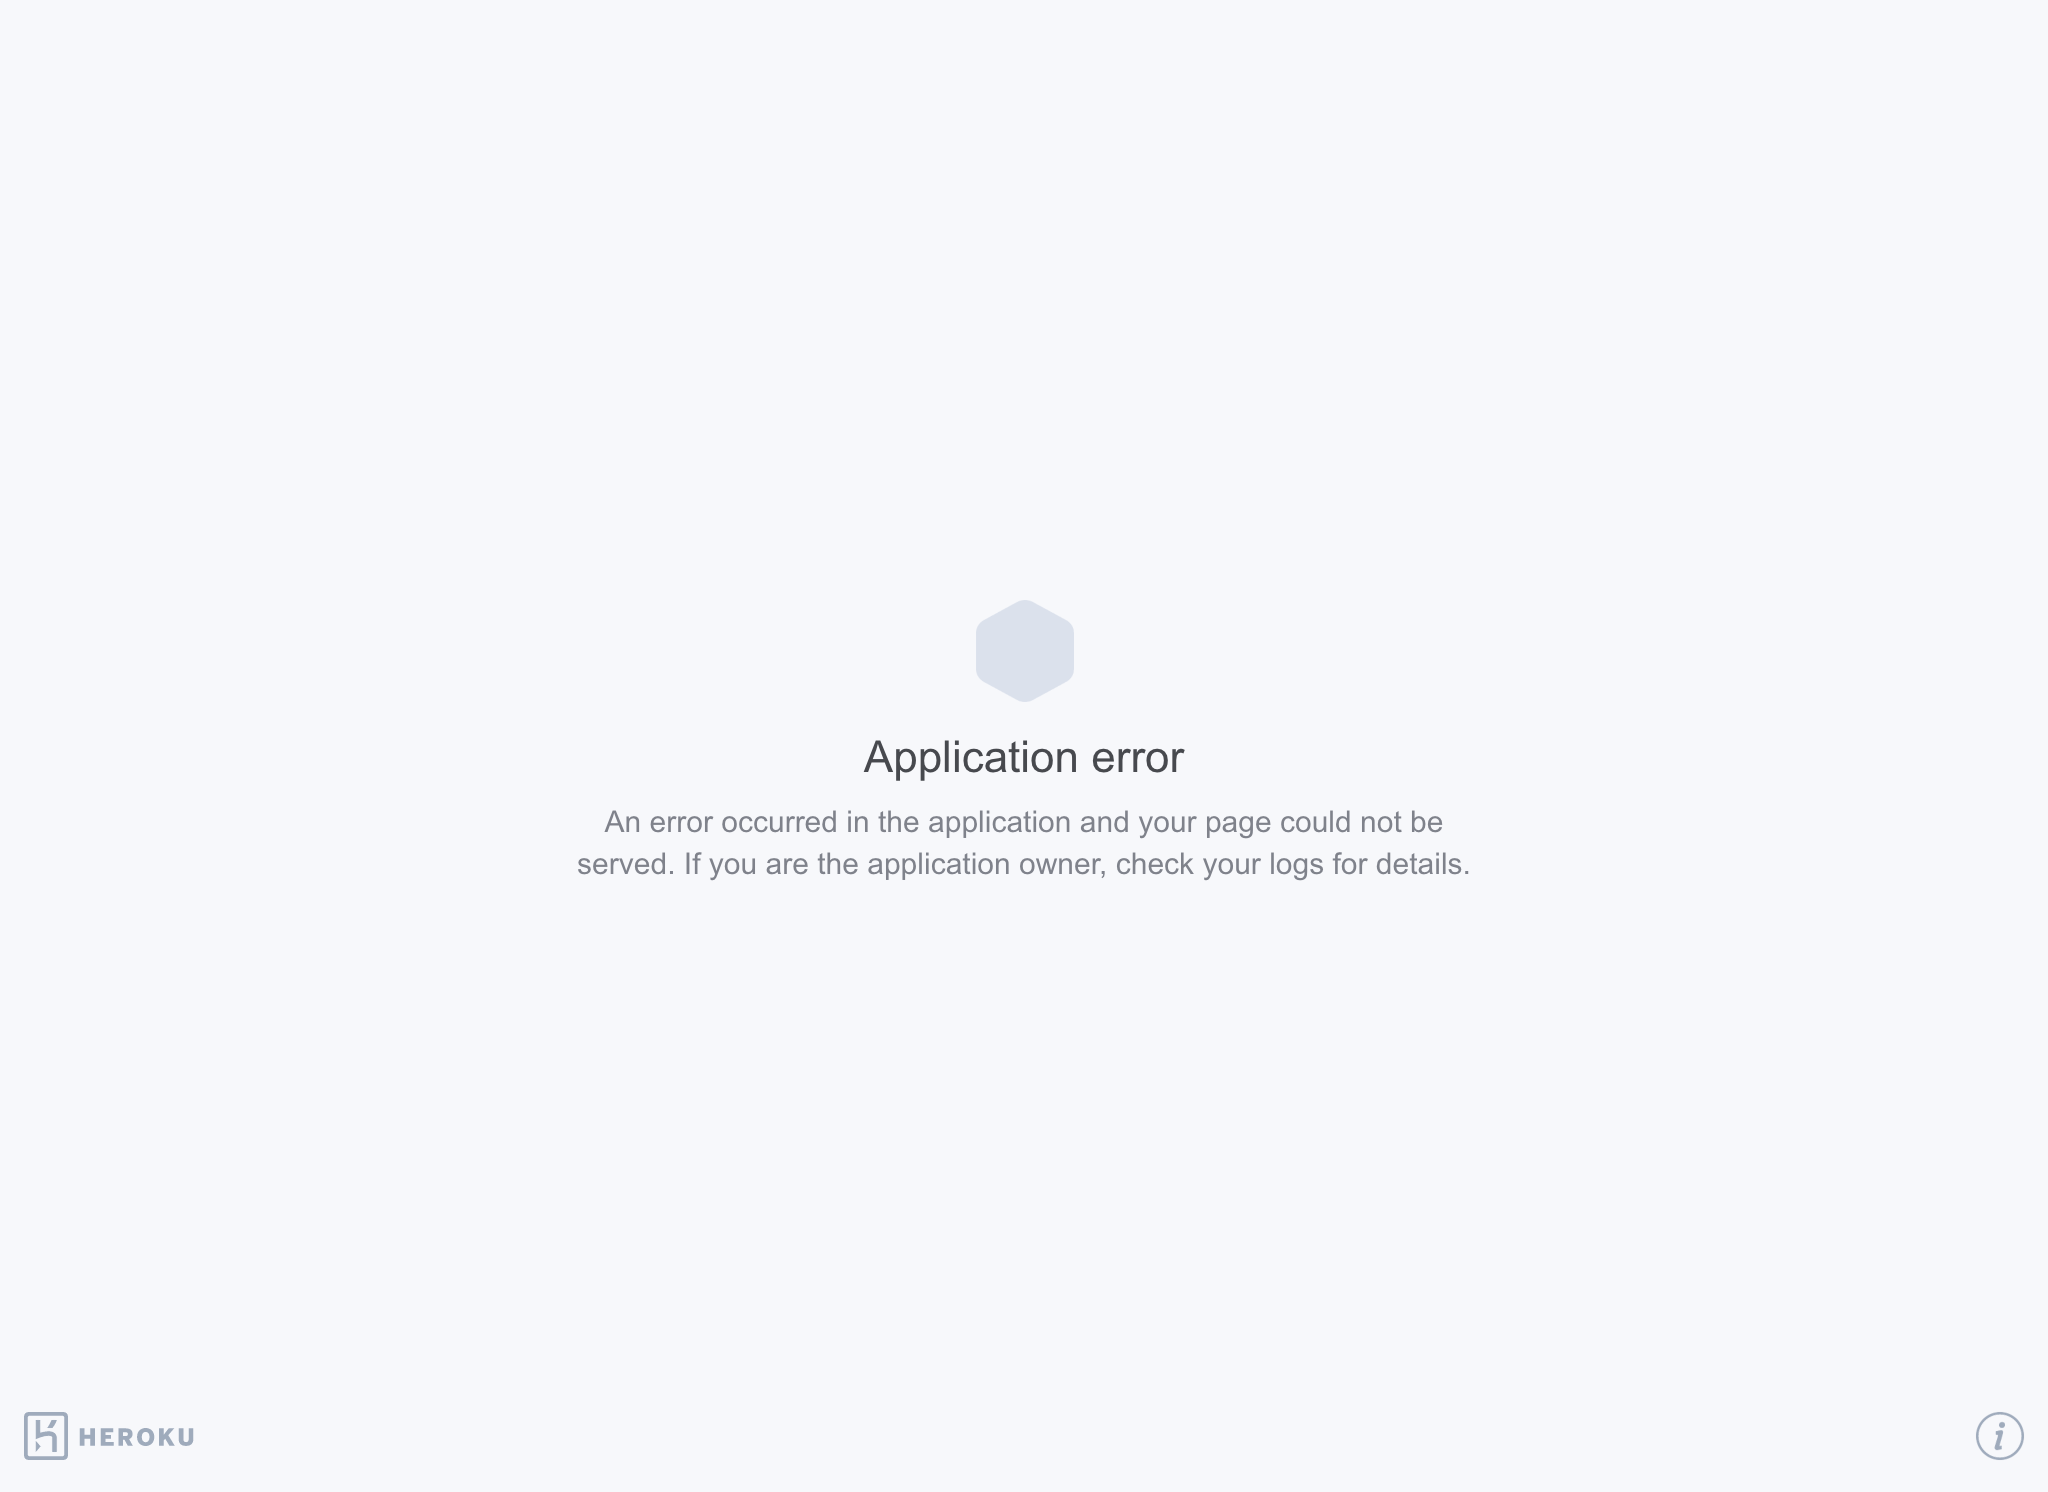 Application error
An error occurred in the application and your page could not be
served. If you are the application owner, check your logs for details.
HEROKU
i